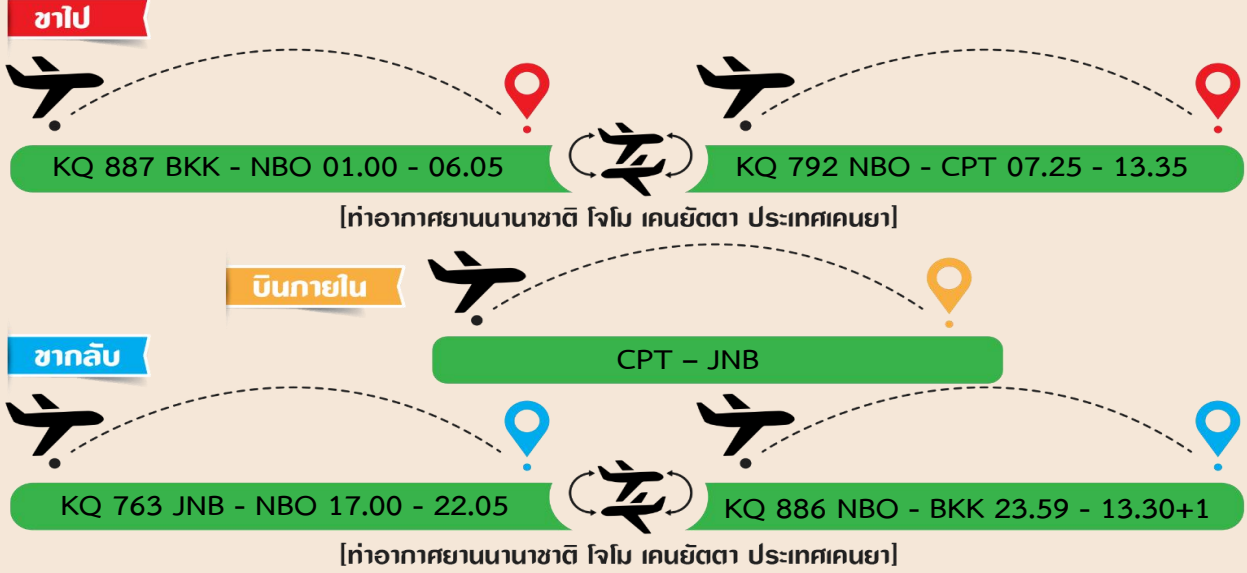 ขาไป
KQ 887 BKK - NBO 01.00 - 06.05
KQ 792 NBO - CPT 07.25 - 13.35
[ท่าอากาศยานนานาชาติ โจโม เคนยัตตา ประเทศเคนยา]
บินภายใน
CPT – JNB
ขากลับ
KQ 763 JNB - NBO 17.00 - 22.05
KQ 886 NBO - BKK 23.59 - 13.30+1
[ท่าอากาศยานนานาชาติ โจโม เคนยัตตา ประเทศเคนยา]